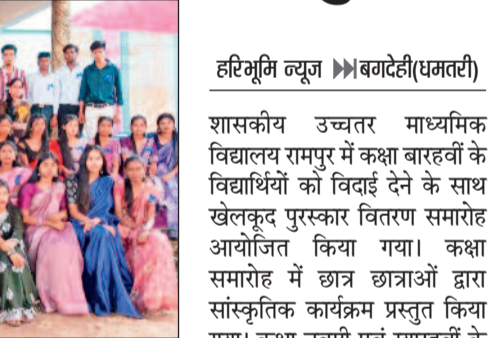 हरिभूमि न्यूज ▶▶ बगदेही(धमतरी)
शासकीय उच्चतर माध्यमिक
विद्यालय रामपुर में कक्षा बारहवीं के
विद्यार्थियों को विदाई देने के साथ
खेलकूद पुरस्कार वितरण समारोह
आयोजित किया गया। कक्षा
समारोह में छात्र छात्राओं द्वारा
सांस्कृतिक कार्यक्रम प्रस्तुत किया